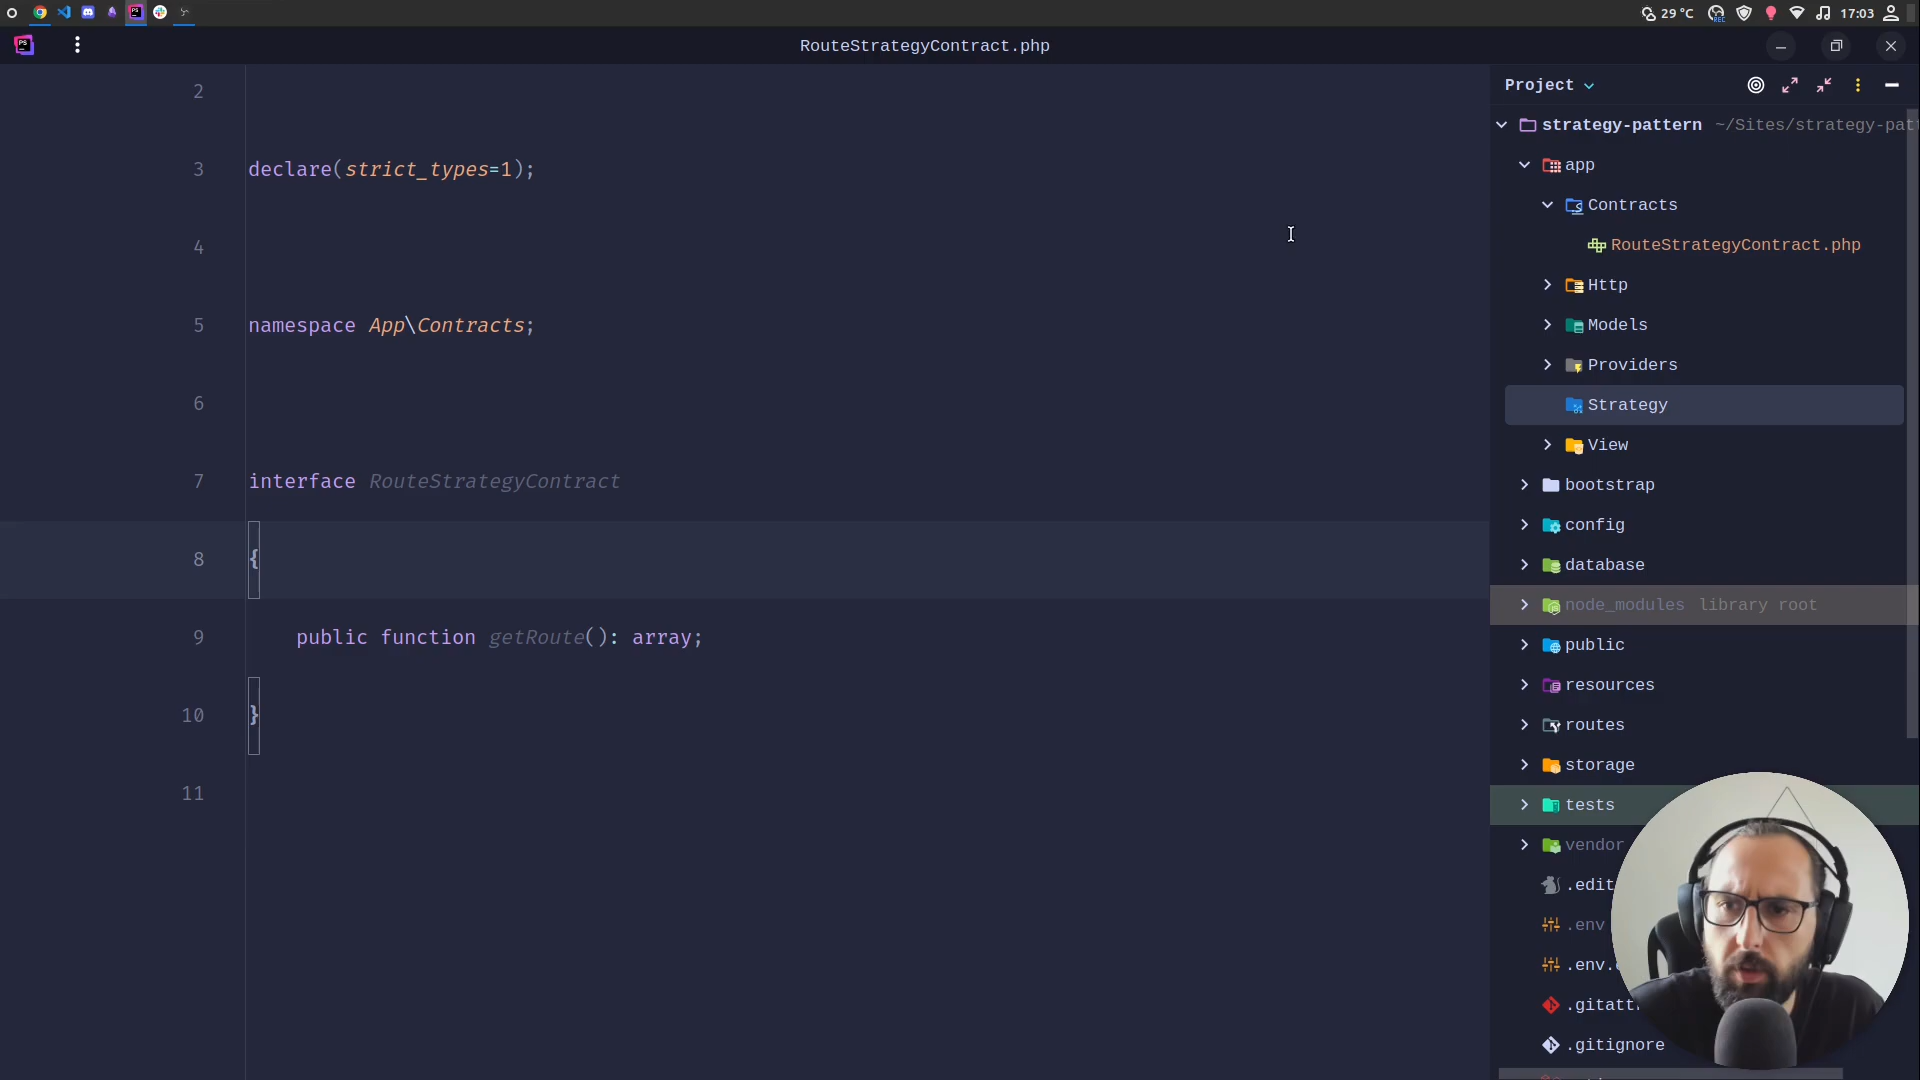 29 °C
REC
17:03
PS
RouteStrategyContract.php
2
3 declare(strict_types=1);
4
5 namespace App\Contracts;
6
7 interface RouteStrategyContract
8 {
9 public function getRoute(): array;
10 }
11
Project
strategy-pattern ~/Sites/strategy-pat
app
Contracts
RouteStrategyContract.php
Http
Models
Providers
Strategy
View
bootstrap
config
database
node_modules library root
public
resources
routes
storage
tests
vendor
.edit
.env
.env.
.gitatt
.gitignore